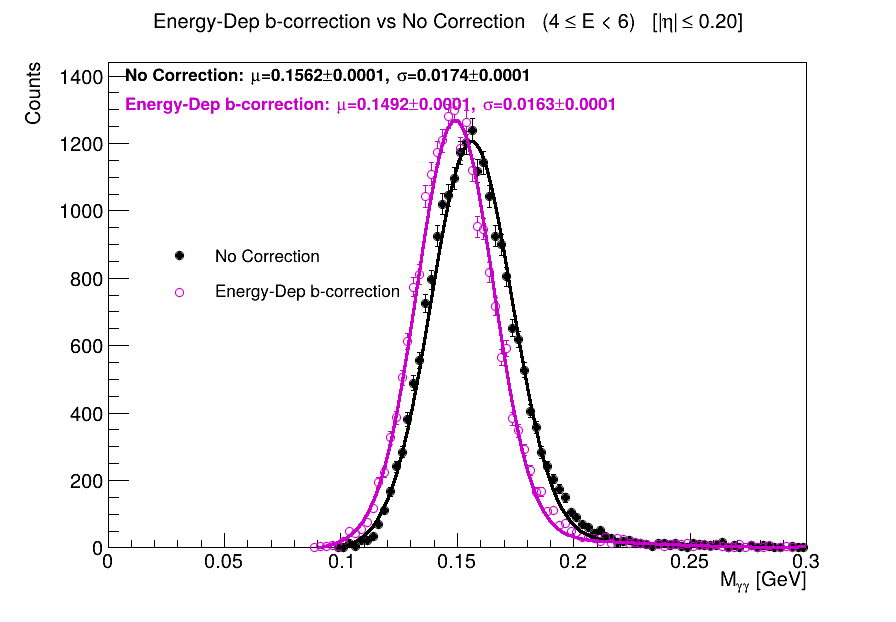 Energy-Dep b-correction vs No Correction (4 ≤ E < 6) [|η| ≤ 0.20]
No Correction: μ=0.1562±0.0001, σ=0.0174±0.0001
Energy-Dep b-correction: μ=0.1492±0.0001, σ=0.0163±0.0001
Counts
1400
1200
1000
800
600
400
200
0
No Correction
Energy-Dep b-correction
0 0.05 0.1 0.15 0.2 0.25 0.3
Mγγ [GeV]